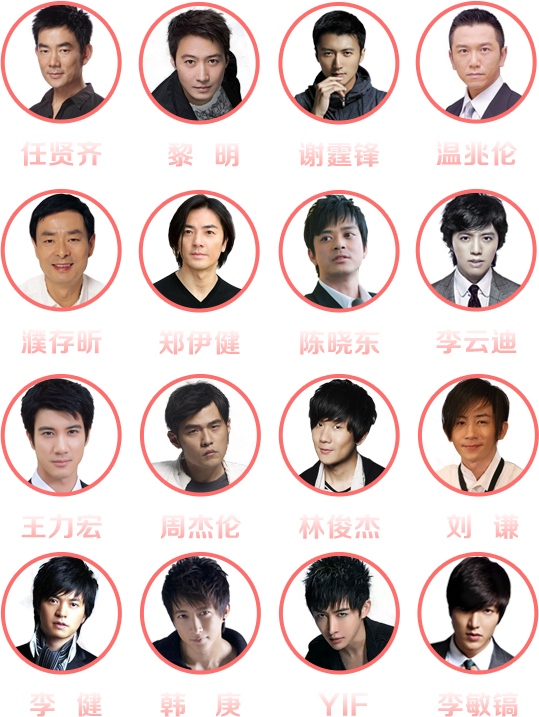 任贤齐 黎 明 谢霆锋 温兆伦
濮存昕 郑伊健 陈晓东 李云迪
王力宏 周杰伦 林俊杰 刘 谦
李 健 韩 庚 YIF 李敏镐